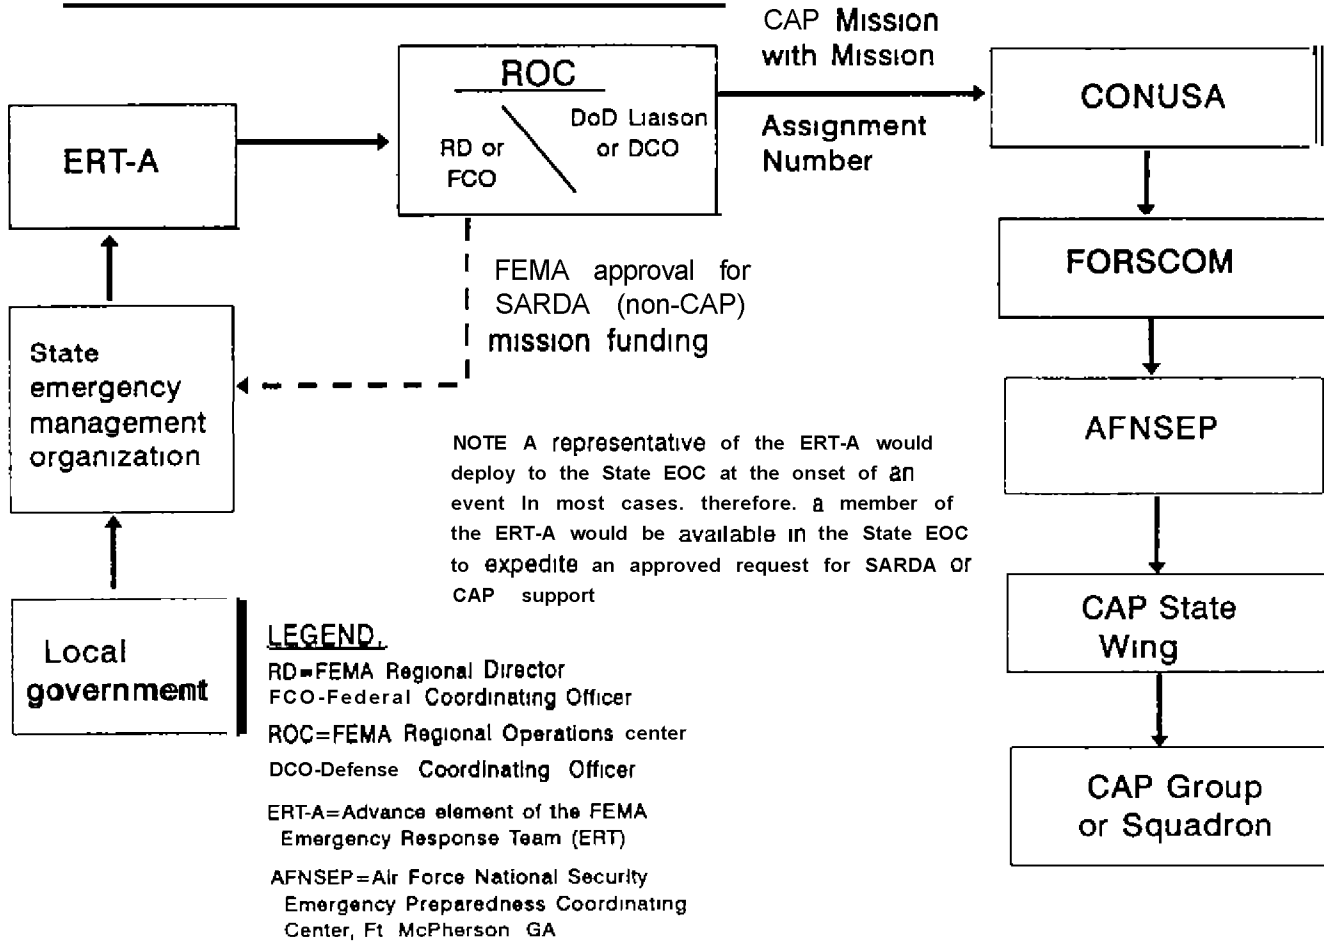 CAP Mission
with Mission
Assignment
Number
ROC
RD or
FCO
DoD Liaison
or DCO
CONUSA
ERT-A
FORSCOM
FEMA approval for
SARDA (non-CAP)
mission funding
State
emergency
management
organization
AFNSEP
NOTE A representative of the ERT-A would
deploy to the State EOC at the onset of an
event In most cases. therefore. a member of
the ERT-A would be available in the State EOC
to expedite an approved request for SARDA or
CAP support
CAP State
Wing
Local
government
LEGEND.
RD=FEMA Regional Director
FCO-Federal Coordinating Officer
ROC=FEMA Regional Operations center
DCO-Defense Coordinating Officer
ERT-A=Advance element of the FEMA
Emergency Response Team (ERT)
AFNSEP=Air Force National Security
Emergency Preparedness Coordinating
Center, Ft McPherson GA
CAP Group
or Squadron